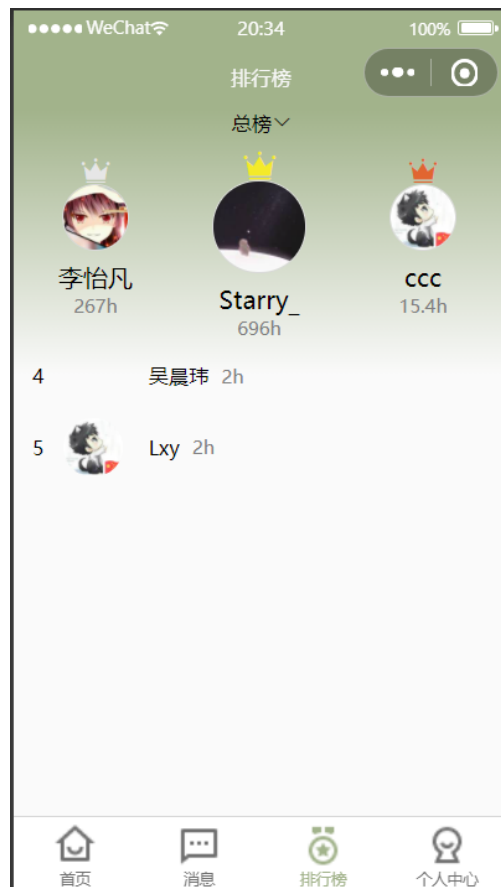 WeChat 20:34 100%
排行榜
总榜
李怡凡 Starry_ ccc
267h 696h 15.4h
4 吴晨玮 2h
5 Lxy 2h
首页 消息 排行榜 个人中心